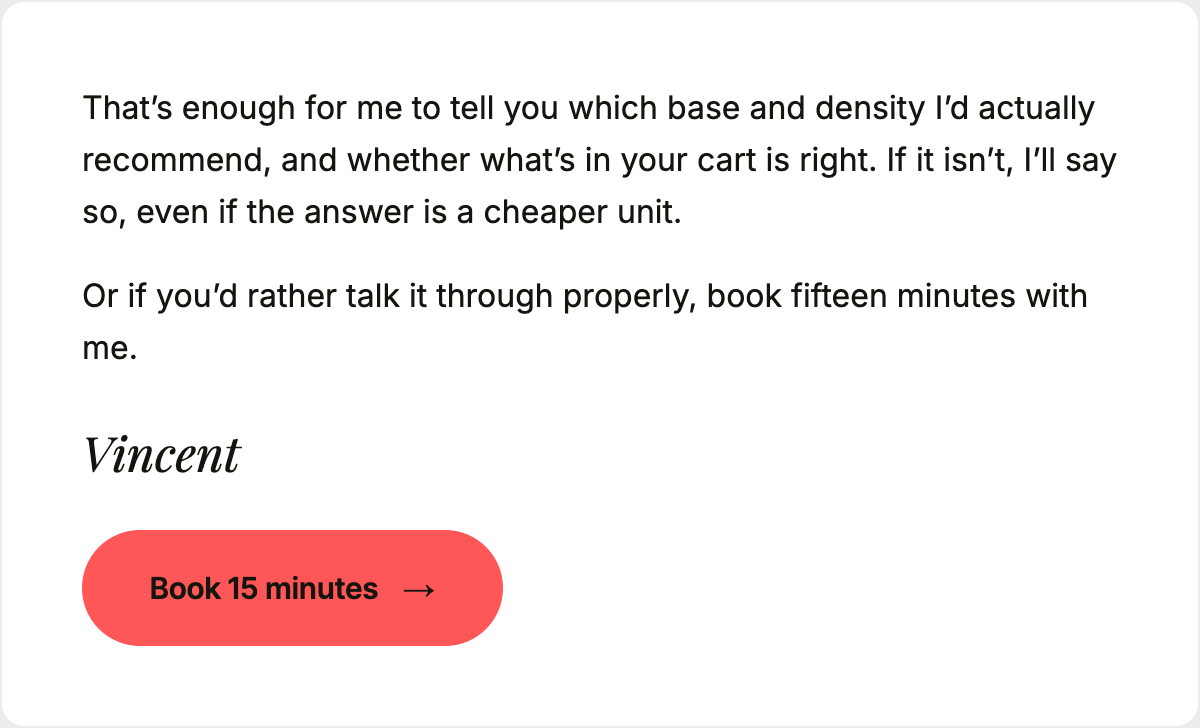 That’s enough for me to tell you which base and density I’d actually
recommend, and whether what’s in your cart is right. If it isn’t, I’ll say
so, even if the answer is a cheaper unit.
Or if you’d rather talk it through properly, book fifteen minutes with
me.
Vincent
Book 15 minutes →